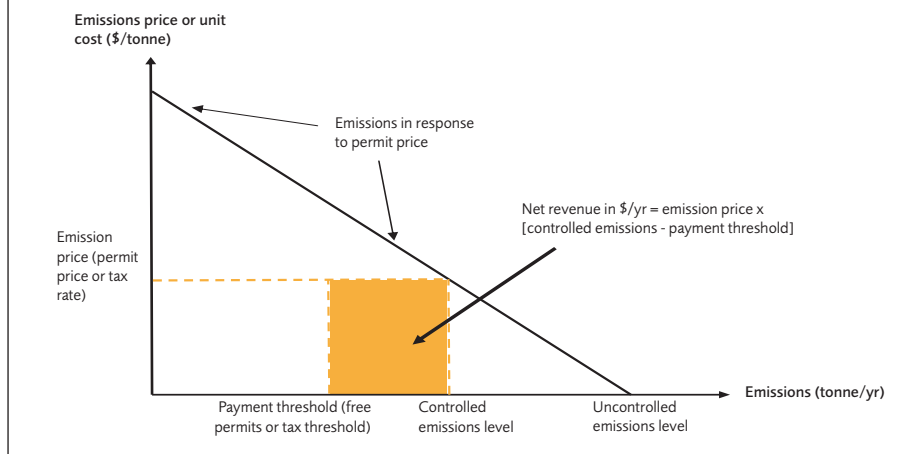 Emissions price or unit
cost ($/tonne)
Emissions in response
to permit price
Net revenue in $/yr = emission price x
[controlled emissions - payment threshold]
Emission
price (permit
price or tax
rate)
Emissions (tonne/yr)
Payment threshold (free
permits or tax threshold)
Controlled
emissions level
Uncontrolled
emissions level